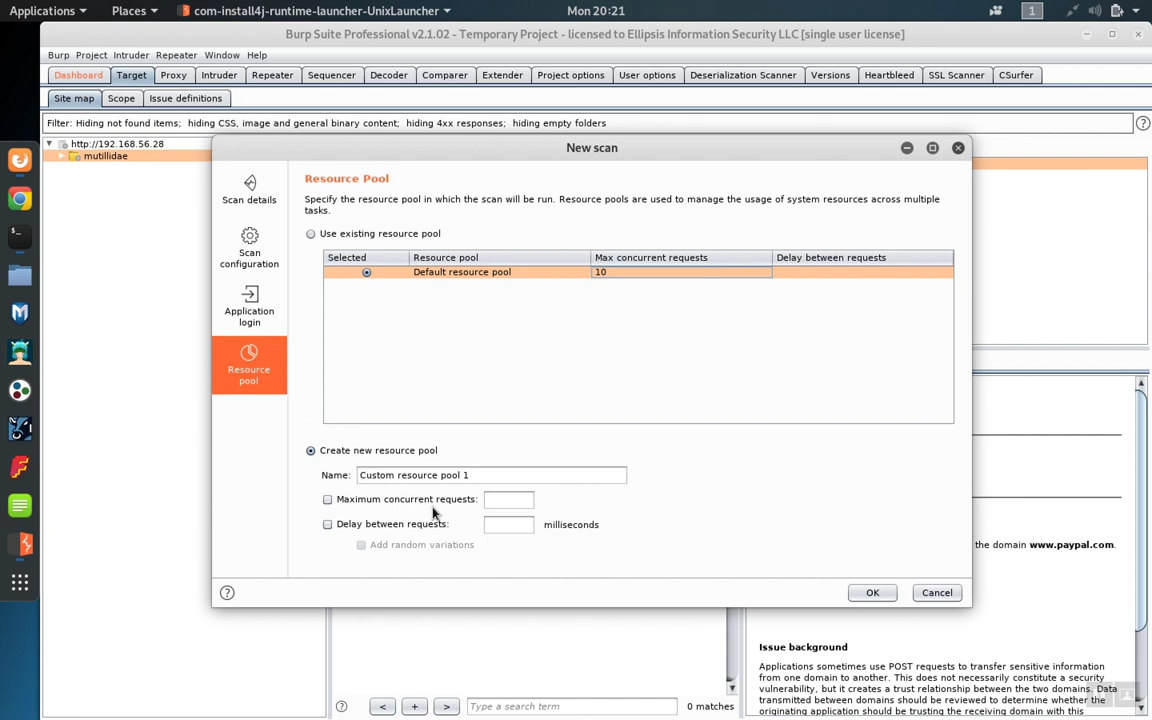 Applications Places com-install4j-runtime-launcher-UnixLauncher Mon 20:21 1
Burp Suite Professional v2.1.02 - Temporary Project - licensed to Ellipsis Information Security LLC [single user license]
Burp Project Intruder Repeater Window Help
Dashboard Target Proxy Intruder Repeater Sequencer Decoder Comparer Extender Project options User options Deserialization Scanner Versions Heartbleed SSL Scanner CSurfer
Site map Scope Issue definitions
Filter: Hiding not found items; hiding CSS, image and general binary content; hiding 4xx responses; hiding empty folders ?
http://192.168.56.28
mutillidae
New scan
Scan details
Scan
configuration
Application
login
Resource
pool
Resource Pool
Specify the resource pool in which the scan will be run. Resource pools are used to manage the usage of system resources across multiple
tasks.
Use existing resource pool
Selected Resource pool Max concurrent requests Delay between requests
Default resource pool 10
Create new resource pool
Name: Custom resource pool 1
Maximum concurrent requests:
Delay between requests: milliseconds
Add random variations
? OK Cancel
the domain www.paypal.com.
Issue background
Applications sometimes use POST requests to transfer sensitive information
from one domain to another. This does not necessarily constitute a security
vulnerability, but it creates a trust relationship between the two domains. Data
transmitted between domains should be reviewed to determine whether the
originating application should be trusting the receiving domain with this
? < + > Type a search term 0 matches